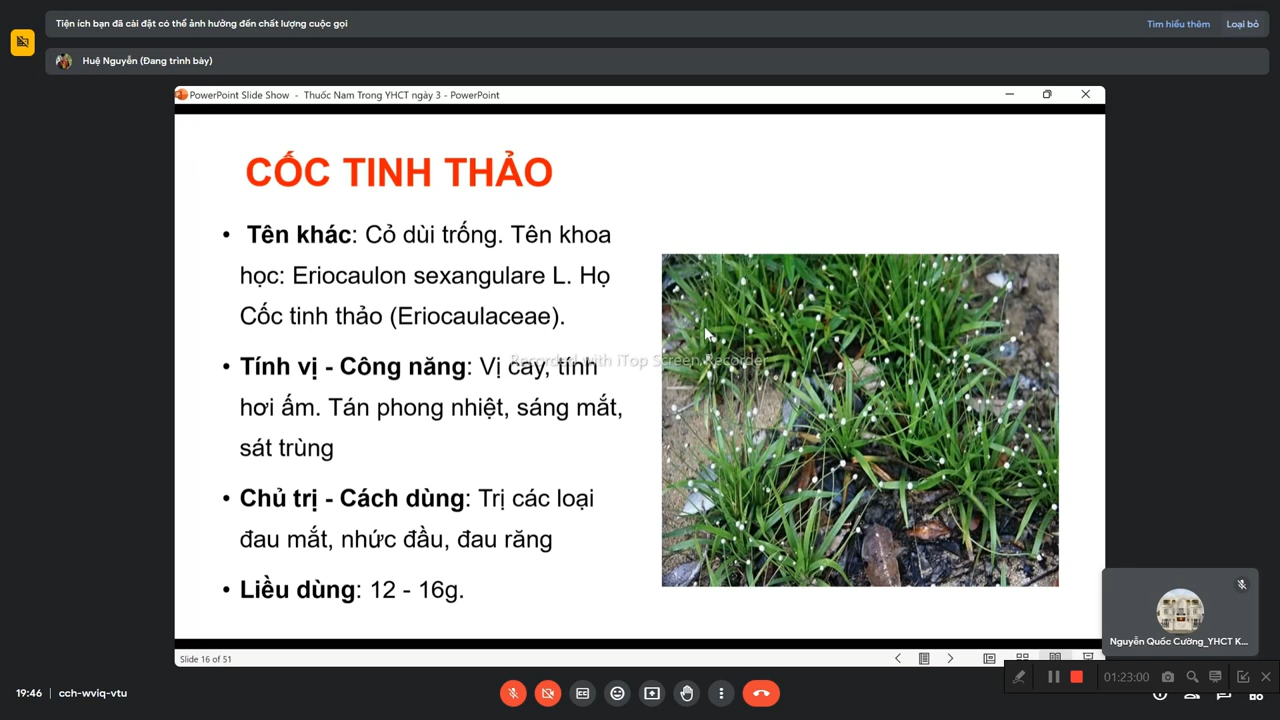 Tiện ích bạn đã cài đặt có thể ảnh hưởng đến chất lượng cuộc gọi
Tìm hiểu thêm
Loại bỏ
Huệ Nguyễn (Đang trình bày)
PowerPoint Slide Show - Thuốc Nam Trong YHCT ngày 3 - PowerPoint
CỐC TINH THẢO
• Tên khác: Cỏ dùi trống. Tên khoa
học: Eriocaulon sexangulare L. Họ
Cốc tinh thảo (Eriocaulaceae).
Recorded with iTop Screen Recorder
• Tính vị - Công năng: Vị cay, tính
hơi ấm. Tán phong nhiệt, sáng mắt,
sát trùng
• Chủ trị - Cách dùng: Trị các loại
đau mắt, nhức đầu, đau răng
• Liều dùng: 12 - 16g.
Nguyễn Quốc Cường_YHCT K...
Slide 16 of 51
01:23:00
19:46 | cch-wviq-vtu